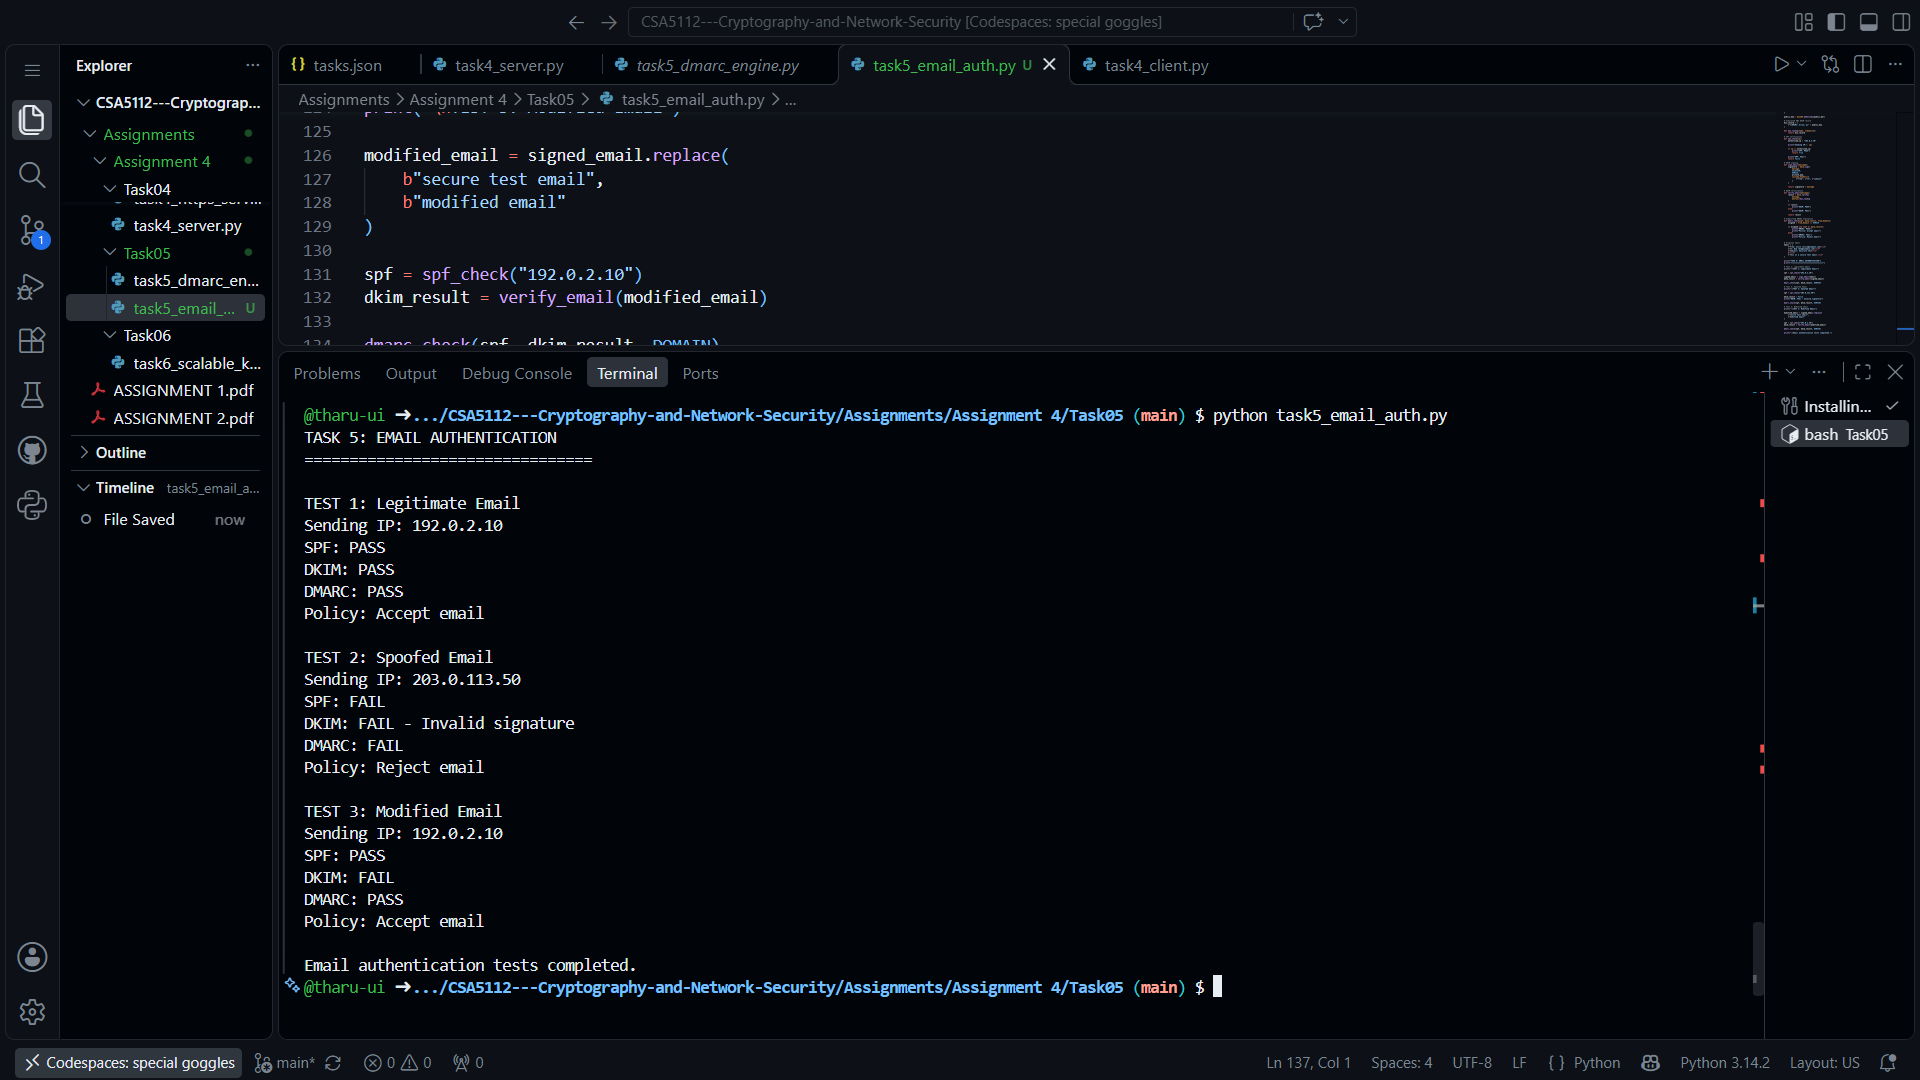 CSA5112---Cryptography-and-Network-Security [Codespaces: special goggles]
Explorer
CSA5112---Cryptograp...
Assignments
Assignment 4
Task04
task4_server.py
Task05
task5_dmarc_en...
task5_email_... U
Task06
task6_scalable_k...
ASSIGNMENT 1.pdf
ASSIGNMENT 2.pdf
Outline
Timeline task5_email_a...
File Saved now
1
{} tasks.json
task4_server.py
task5_dmarc_engine.py
task5_email_auth.py U
task4_client.py
Assignments > Assignment 4 > Task05 > task5_email_auth.py > ...
125
126 modified_email = signed_email.replace(
127 b"secure test email",
128 b"modified email"
129 )
130
131 spf = spf_check("192.0.2.10")
132 dkim_result = verify_email(modified_email)
133
134 dmarc_check(spf, dkim_result, DOMAIN)
Problems Output Debug Console Terminal Ports
@tharu-ui ➜.../CSA5112---Cryptography-and-Network-Security/Assignments/Assignment 4/Task05 (main) $ python task5_email_auth.py
TASK 5: EMAIL AUTHENTICATION
================================
TEST 1: Legitimate Email
Sending IP: 192.0.2.10
SPF: PASS
DKIM: PASS
DMARC: PASS
Policy: Accept email
TEST 2: Spoofed Email
Sending IP: 203.0.113.50
SPF: FAIL
DKIM: FAIL - Invalid signature
DMARC: FAIL
Policy: Reject email
TEST 3: Modified Email
Sending IP: 192.0.2.10
SPF: PASS
DKIM: FAIL
DMARC: PASS
Policy: Accept email
Email authentication tests completed.
@tharu-ui ➜.../CSA5112---Cryptography-and-Network-Security/Assignments/Assignment 4/Task05 (main) $
Installin...
bash Task05
Codespaces: special goggles main* 0 0 0 Ln 137, Col 1 Spaces: 4 UTF-8 LF {} Python Python 3.14.2 Layout: US